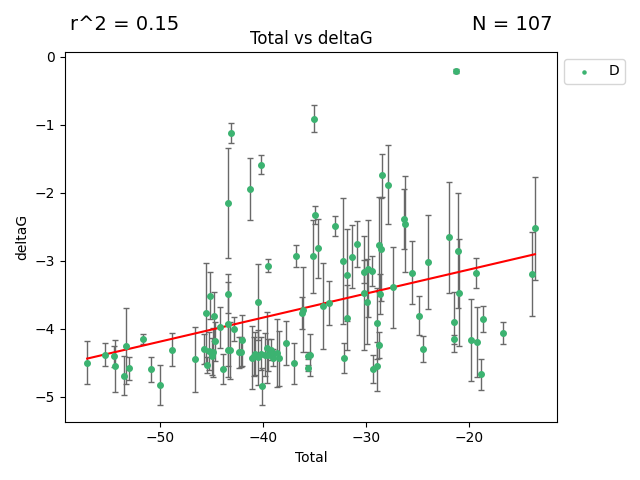 r^2 = 0.15
N = 107
Total vs deltaG
D
deltaG
0
−1
−2
−3
−4
−5
−50
−40
−30
−20
Total